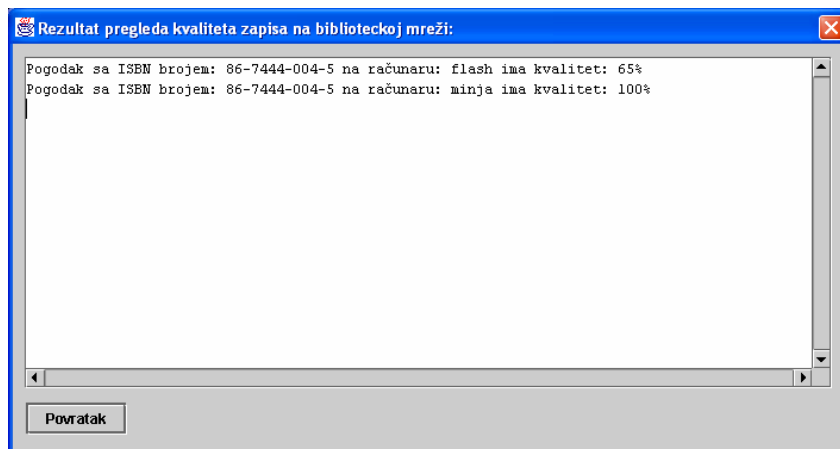 Rezultat pregleda kvaliteta zapisa na biblioteckoj mreži:
Pogodak sa ISBN brojem: 86-7444-004-5 na računaru: flash ima kvalitet: 65%
Pogodak sa ISBN brojem: 86-7444-004-5 na računaru: minja ima kvalitet: 100%
Povratak